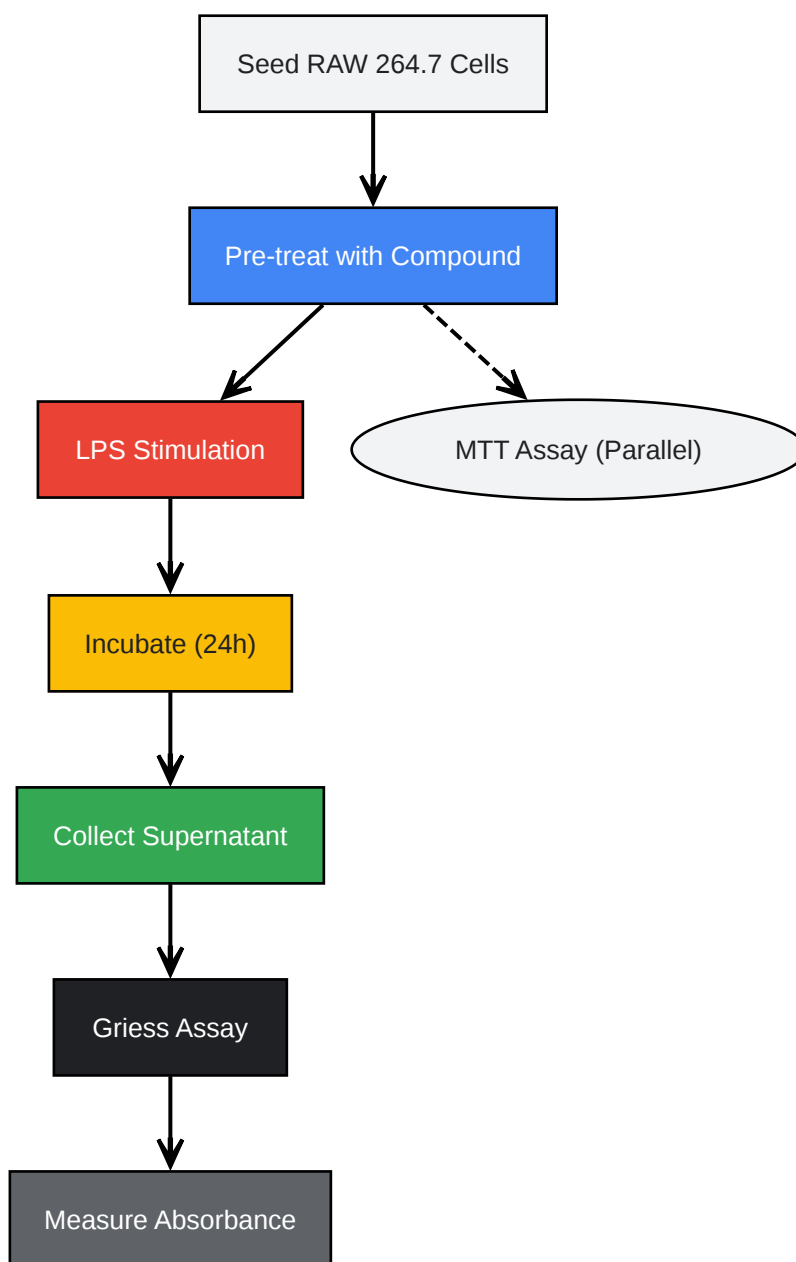 Seed RAW 264.7 Cells
Pre-treat with Compound
LPS Stimulation
MTT Assay (Parallel)
Incubate (24h)
Collect Supernatant
Griess Assay
Measure Absorbance